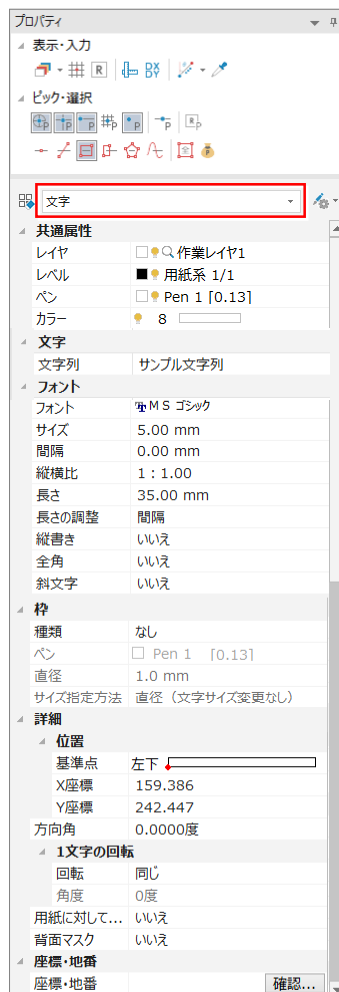 プロパティ
表示・入力
R DX DY
ピック・選択
P P P P P P R P
全 P
文字
共通属性
レイヤ 作業レイヤ1
レベル 用紙系 1/1
ペン Pen 1 [0.13]
カラー 8
文字
文字列 サンプル文字列
フォント
フォント ＭＳ ゴシック
サイズ 5.00 mm
間隔 0.00 mm
縦横比 1 : 1.00
長さ 35.00 mm
長さの調整 間隔
縦書き いいえ
全角 いいえ
斜文字 いいえ
枠
種類 なし
ペン Pen 1 [0.13]
直径 1.0 mm
サイズ指定方法 直径（文字サイズ変更なし）
詳細
位置
基準点 左下
X座標 159.386
Y座標 242.447
方向角 0.0000度
1文字の回転
回転 同じ
角度 0度
用紙に対して... いいえ
背面マスク いいえ
座標・地番
座標・地番 確認...